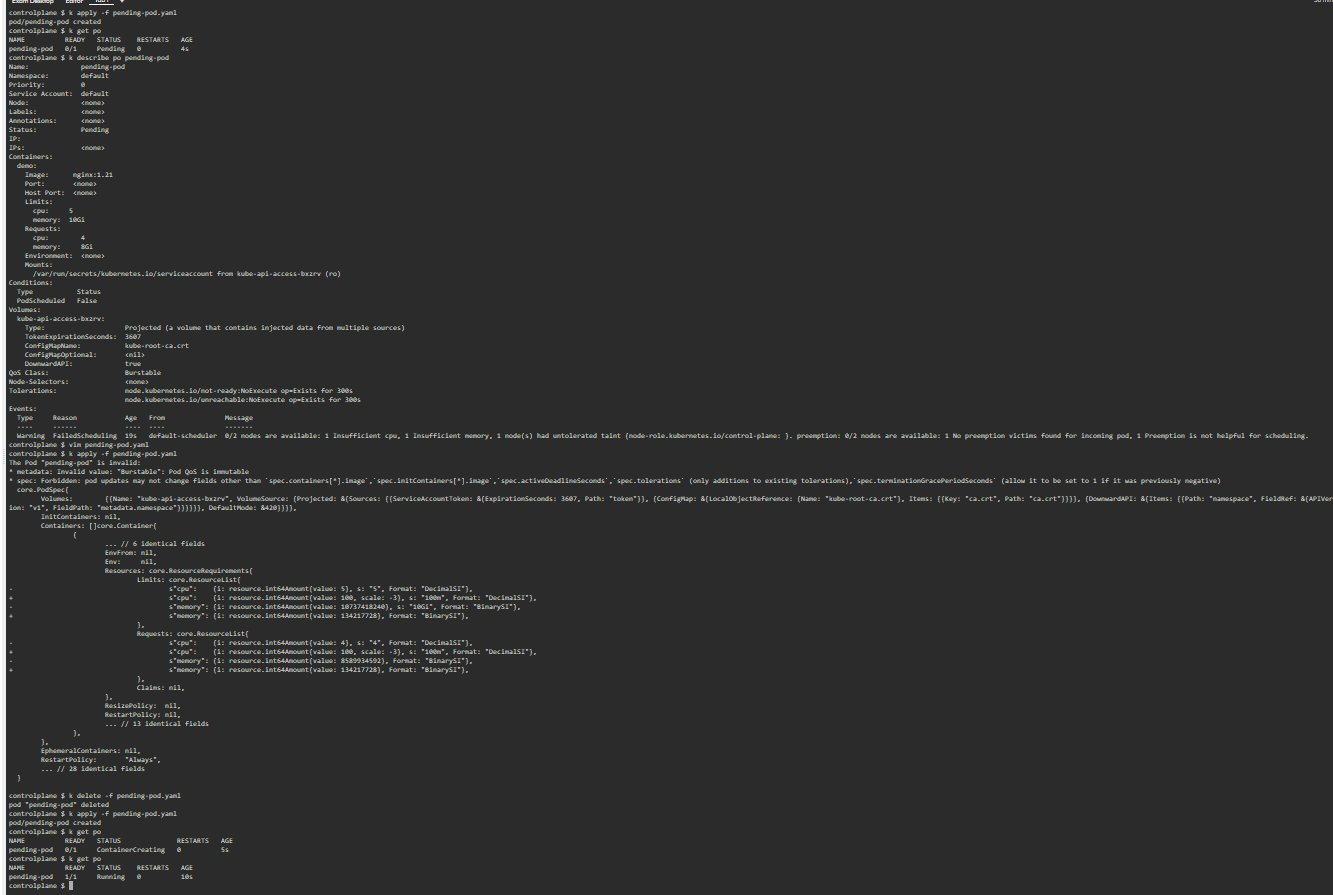 Exam Desktop Editor Tab 1 +
controlplane $ k apply -f pending-pod.yaml
pod/pending-pod created
controlplane $ k get po
NAME READY STATUS RESTARTS AGE
pending-pod 0/1 Pending 0 4s
controlplane $ k describe po pending-pod
Name: pending-pod
Namespace: default
Priority: 0
Service Account: default
Node: <none>
Labels: <none>
Annotations: <none>
Status: Pending
IP:
IPs: <none>
Containers:
demo:
Image: nginx:1.21
Port: <none>
Host Port: <none>
Limits:
cpu: 5
memory: 10Gi
Requests:
cpu: 4
memory: 8Gi
Environment: <none>
Mounts:
/var/run/secrets/kubernetes.io/serviceaccount from kube-api-access-bxzrv (ro)
Conditions:
Type Status
PodScheduled False
Volumes:
kube-api-access-bxzrv:
Type: Projected (a volume that contains injected data from multiple sources)
TokenExpirationSeconds: 3607
ConfigMapName: kube-root-ca.crt
ConfigMapOptional: <nil>
DownwardAPI: true
QoS Class: Burstable
Node-Selectors: <none>
Tolerations: node.kubernetes.io/not-ready:NoExecute op=Exists for 300s
node.kubernetes.io/unreachable:NoExecute op=Exists for 300s
Events:
Type Reason Age From Message
---- ------ ---- ---- -------
Warning FailedScheduling 19s default-scheduler 0/2 nodes are available: 1 Insufficient cpu, 1 Insufficient memory, 1 node(s) had untolerated taint {node-role.kubernetes.io/control-plane: }. preemption: 0/2 nodes are available: 1 No preemption victims found for incoming pod, 1 Preemption is not helpful for scheduling.
controlplane $ vim pending-pod.yaml
controlplane $ k apply -f pending-pod.yaml
The Pod "pending-pod" is invalid:
* metadata: Invalid value: "Burstable": Pod QoS is immutable
* spec: Forbidden: pod updates may not change fields other than `spec.containers[*].image`,`spec.initContainers[*].image`,`spec.activeDeadlineSeconds`,`spec.tolerations` (only additions to existing tolerations),`spec.terminationGracePeriodSeconds` (allow it to be set to 1 if it was previously negative)
core.PodSpec{
Volumes: {{Name: "kube-api-access-bxzrv", VolumeSource: {Projected: &{Sources: {{ServiceAccountToken: &{ExpirationSeconds: 3607, Path: "token"}}, {ConfigMap: &{LocalObjectReference: {Name: "kube-root-ca.crt"}, Items: {{Key: "ca.crt", Path: "ca.crt"}}}}, {DownwardAPI: &{Items: {{Path: "namespace", FieldRef: &{APIVer
ion: "v1", FieldPath: "metadata.namespace"}}}}}}, DefaultMode: &420}}}},
InitContainers: nil,
Containers: []core.Container{
{
... // 6 identical fields
EnvFrom: nil,
Env: nil,
Resources: core.ResourceRequirements{
Limits: core.ResourceList{
- s"cpu": {i: resource.int64Amount{value: 5}, s: "5", Format: "DecimalSI"},
+ s"cpu": {i: resource.int64Amount{value: 100, scale: -3}, s: "100m", Format: "DecimalSI"},
- s"memory": {i: resource.int64Amount{value: 10737418240}, s: "10Gi", Format: "BinarySI"},
+ s"memory": {i: resource.int64Amount{value: 134217728}, Format: "BinarySI"},
},
Requests: core.ResourceList{
- s"cpu": {i: resource.int64Amount{value: 4}, s: "4", Format: "DecimalSI"},
+ s"cpu": {i: resource.int64Amount{value: 100, scale: -3}, s: "100m", Format: "DecimalSI"},
- s"memory": {i: resource.int64Amount{value: 8589934592}, Format: "BinarySI"},
+ s"memory": {i: resource.int64Amount{value: 134217728}, Format: "BinarySI"},
},
Claims: nil,
},
ResizePolicy: nil,
RestartPolicy: nil,
... // 13 identical fields
},
},
EphemeralContainers: nil,
RestartPolicy: "Always",
... // 28 identical fields
}
controlplane $ k delete -f pending-pod.yaml
pod "pending-pod" deleted
controlplane $ k apply -f pending-pod.yaml
pod/pending-pod created
controlplane $ k get po
NAME READY STATUS RESTARTS AGE
pending-pod 0/1 ContainerCreating 0 5s
controlplane $ k get po
NAME READY STATUS RESTARTS AGE
pending-pod 1/1 Running 0 10s
controlplane $